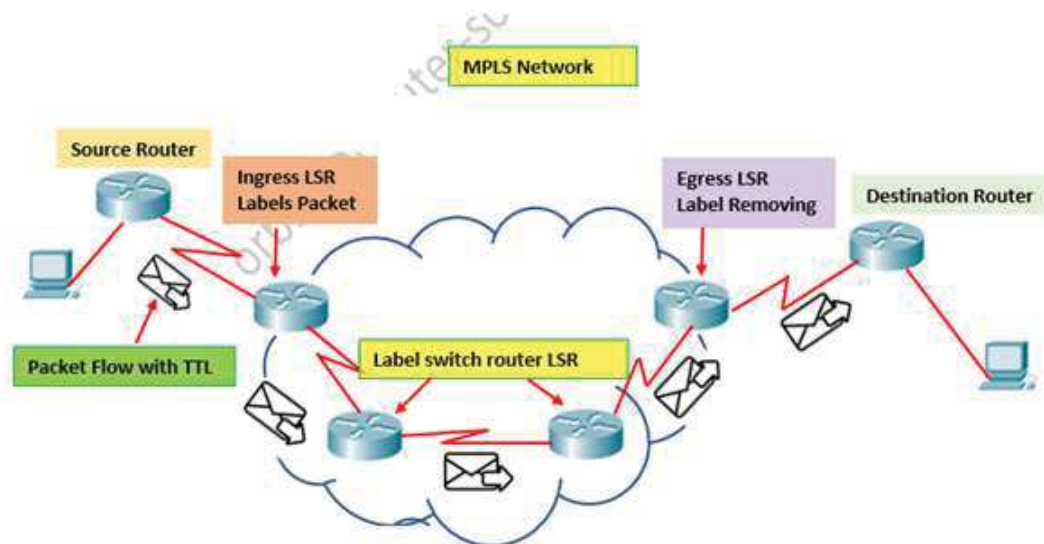 MPLS Network
Source Router
Ingress LSR
Labels Packet
Egress LSR
Label Removing
Destination Router
Packet Flow with TTL
Label switch router LSR